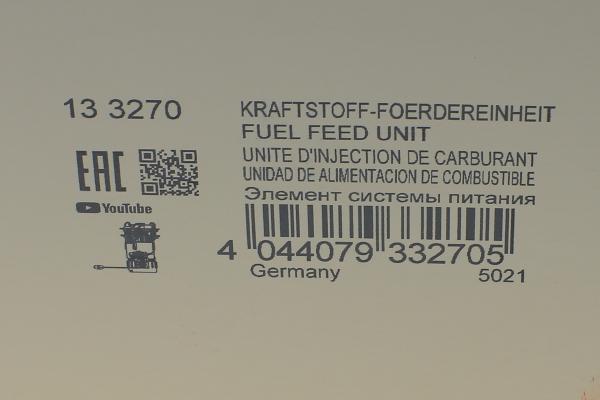 13 3270
KRAFTSTOFF-FOERDEREINHEIT
FUEL FEED UNIT
UNITE D'INJECTION DE CARBURANT
UNIDAD DE ALIMENTACION DE COMBUSTIBLE
Элемент системы питания
EAC
YouTube
4 044079 332705
Germany 5021